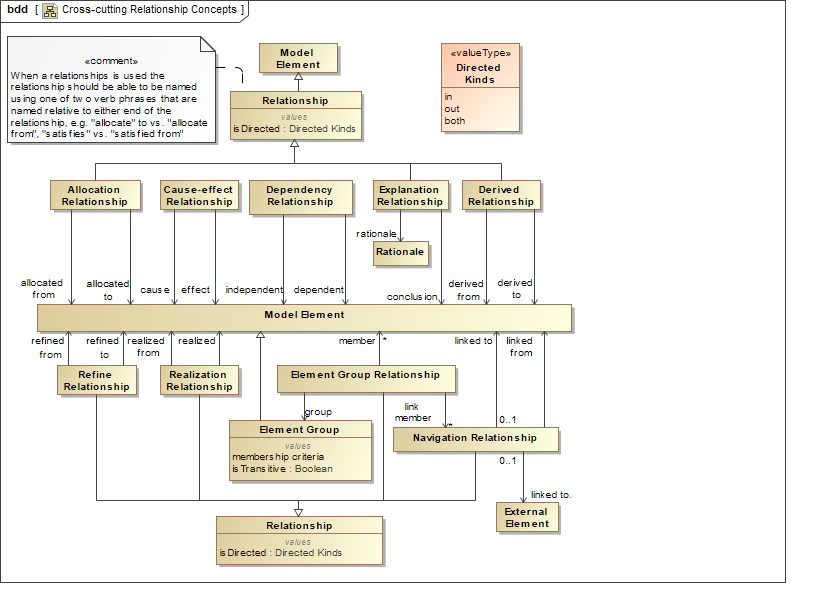 bdd [ Cross-cutting Relationship Concepts ]
«comment»
When a relationships is used the
relationship should be able to be named
using one of two verb phrases that are
named relative to either end of the
relationship, e.g. "allocate" to vs. "allocate
from", "satisfies" vs. "satisfied from"
Model
Element
«valueType»
Directed
Kinds
in
out
both
Relationship
values
isDirected : Directed Kinds
Allocation
Relationship
Cause-effect
Relationship
Dependency
Relationship
Explanation
Relationship
Derived
Relationship
rationale
Rationale
allocated
from
allocated
to
cause
effect
independent
dependent
conclusion
derived
from
derived
to
Model Element
refined
from
refined
to
realized
from
realized
member
*
linked to
linked
from
Refine
Relationship
Realization
Relationship
Element Group Relationship
group
link
member
*
0..1
Element Group
values
membership criteria
isTransitive : Boolean
Navigation Relationship
0..1
linked to.
External
Element
Relationship
values
isDirected : Directed Kinds